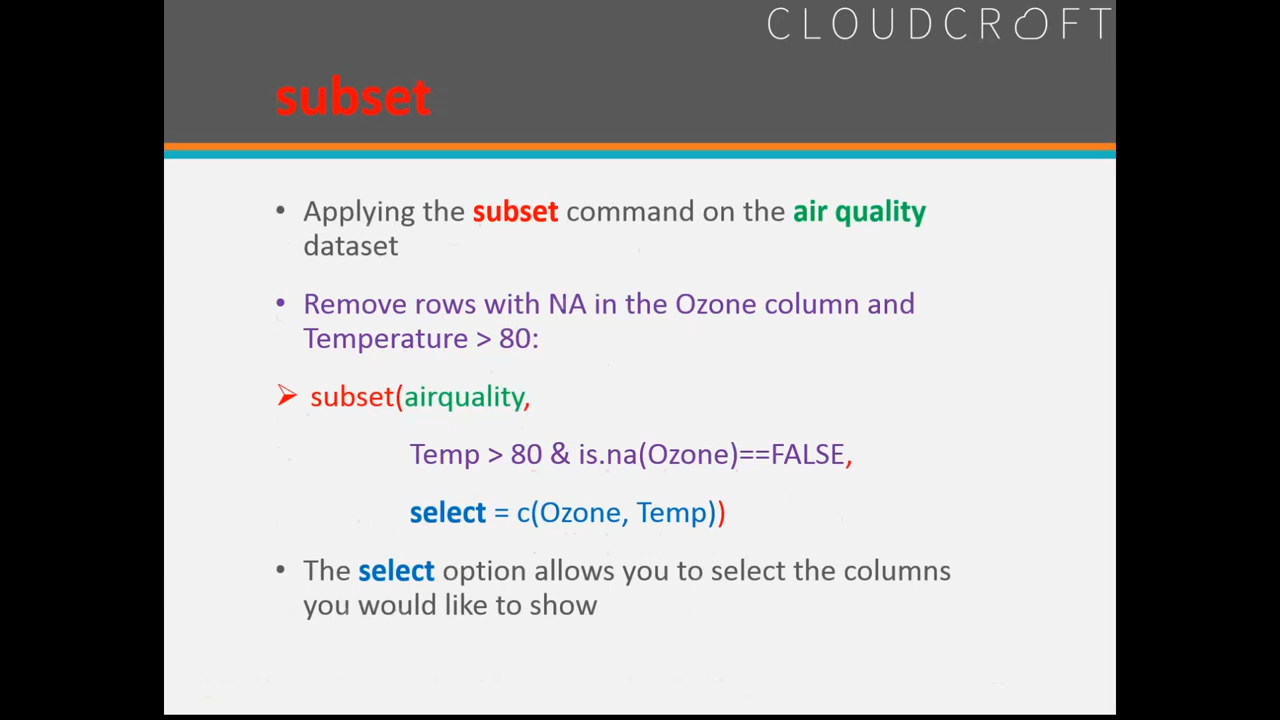 CLOUDCROFT
subset
• Applying the subset command on the air quality
dataset
• Remove rows with NA in the Ozone column and
Temperature > 80:
➢ subset(airquality,
Temp > 80 & is.na(Ozone)==FALSE,
select = c(Ozone, Temp))
• The select option allows you to select the columns
you would like to show